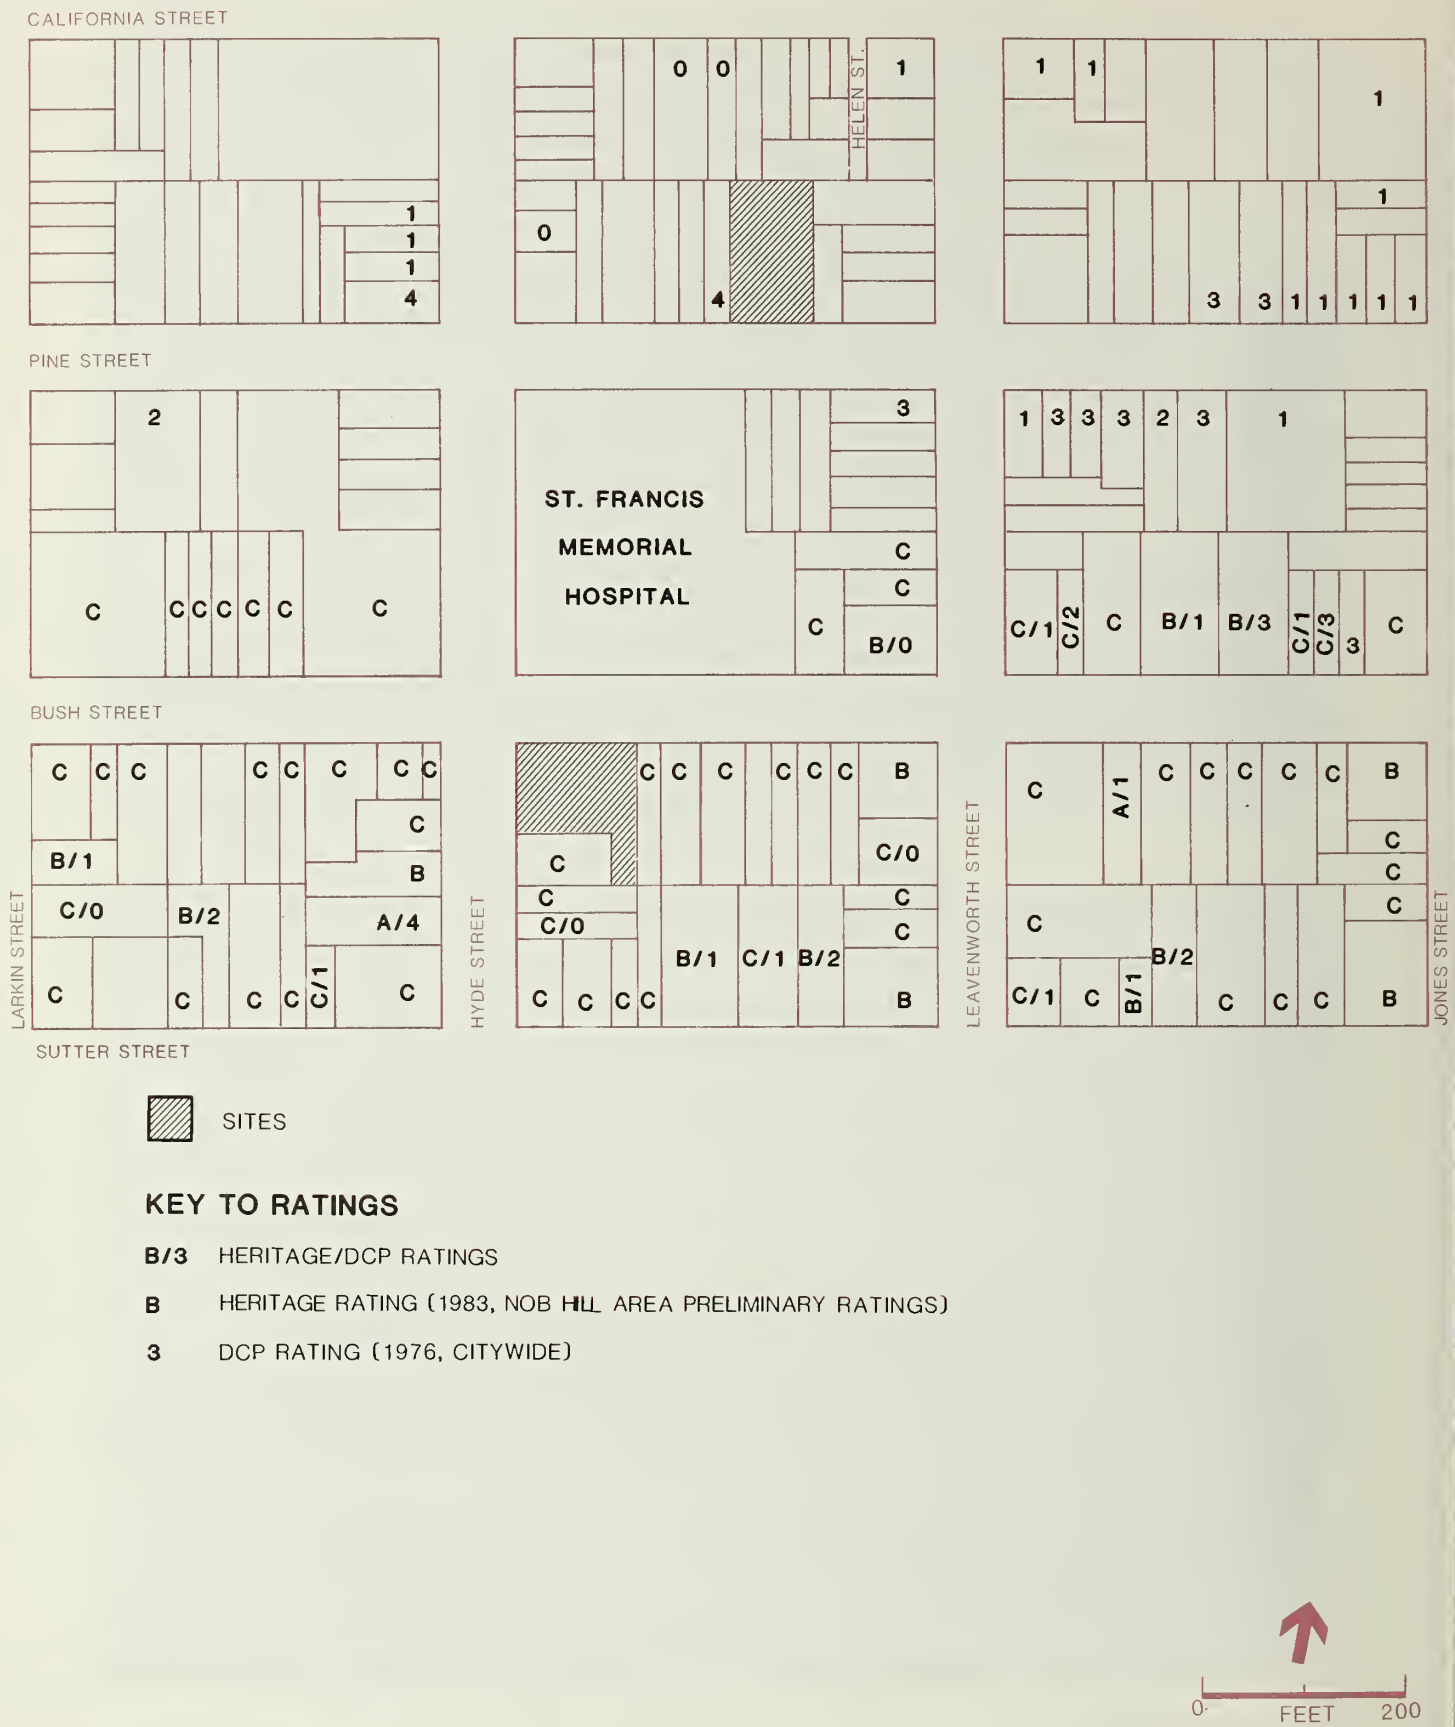 CALIFORNIA STREET
0 0 HELEN ST. 1
1 1 1
1
1
1
4
0
4
1
3 3 1 1 1 1 1
PINE STREET
2
3
1 3 3 3 2 3 1
ST. FRANCIS
MEMORIAL
HOSPITAL
C
C
C
B/0
C C C C C C C
C/1 C/2 C B/1 B/3 C/1 C/3 3 C
BUSH STREET
C C C C C C C C
C
B/1
B
C/0 B/2 A/4
C C C C C/1 C
LARKIN STREET
HYDE STREET
C C C C C C B
C C/0
C C
C/0 C
B/1 C/1 B/2
C C C C B
LEAVENWORTH STREET
C A/1 C C C C C B
C
C
C C
B/2
C/1 C B/1 C C C B
JONES STREET
SUTTER STREET
SITES
KEY TO RATINGS
B/3 HERITAGE/DCP RATINGS
B HERITAGE RATING (1983, NOB HILL AREA PRELIMINARY RATINGS)
3 DCP RATING (1976, CITYWIDE)
0 FEET 200